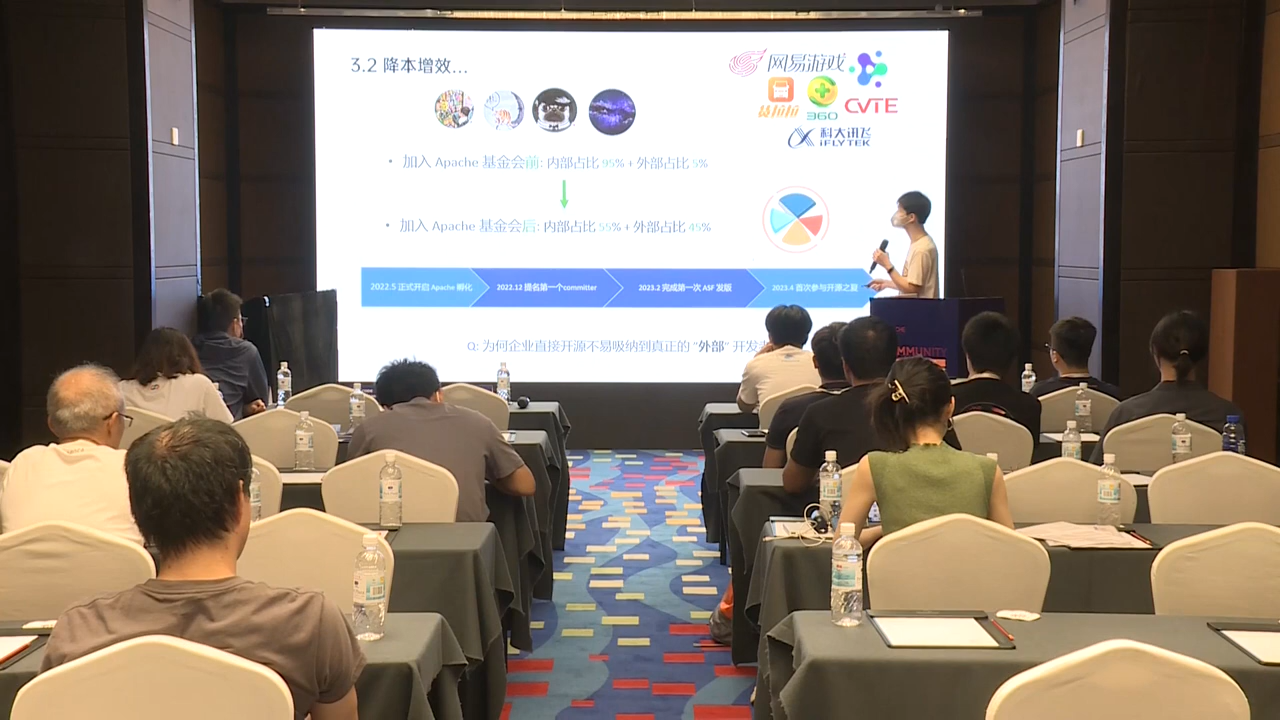 3.2 降本增效...
网易游戏
货拉拉
360
CVTE
科大讯飞
iFLYTEK
• 加入 Apache 基金会前: 内部占比 95% + 外部占比 5%
• 加入 Apache 基金会后: 内部占比 55% + 外部占比 45%
2022.5 正式开启 Apache 孵化
2022.12 提名第一个committer
2023.2 完成第一次 ASF 发版
2023.4 首次参与开源之夏
Q: 为何企业直接开源不易吸纳到真正的 "外部" 开发
MMUNITY